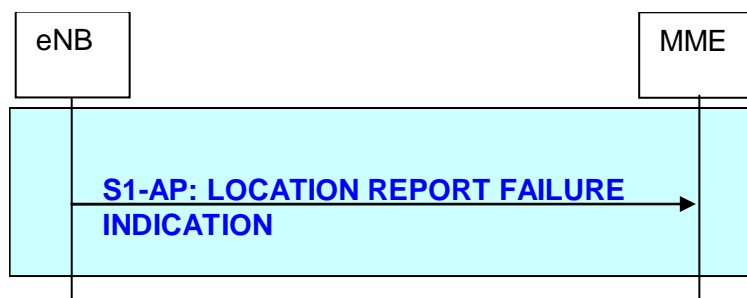 eNB
MME
S1-AP: LOCATION REPORT FAILURE
INDICATION